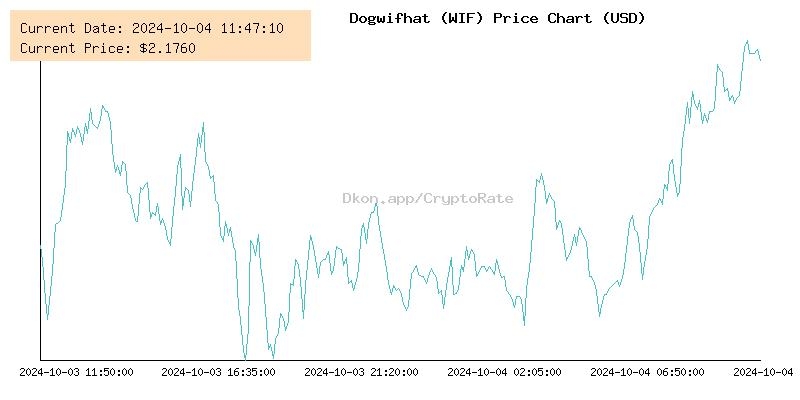 Dogwifhat (WIF) Price Chart (USD)
Current Date: 2024-10-04 11:47:10
Current Price: $2.1760
Dkon.app/CryptoRate
2024-10-03 11:50:00 2024-10-03 16:35:00 2024-10-03 21:20:00 2024-10-04 02:05:00 2024-10-04 06:50:00 2024-10-04